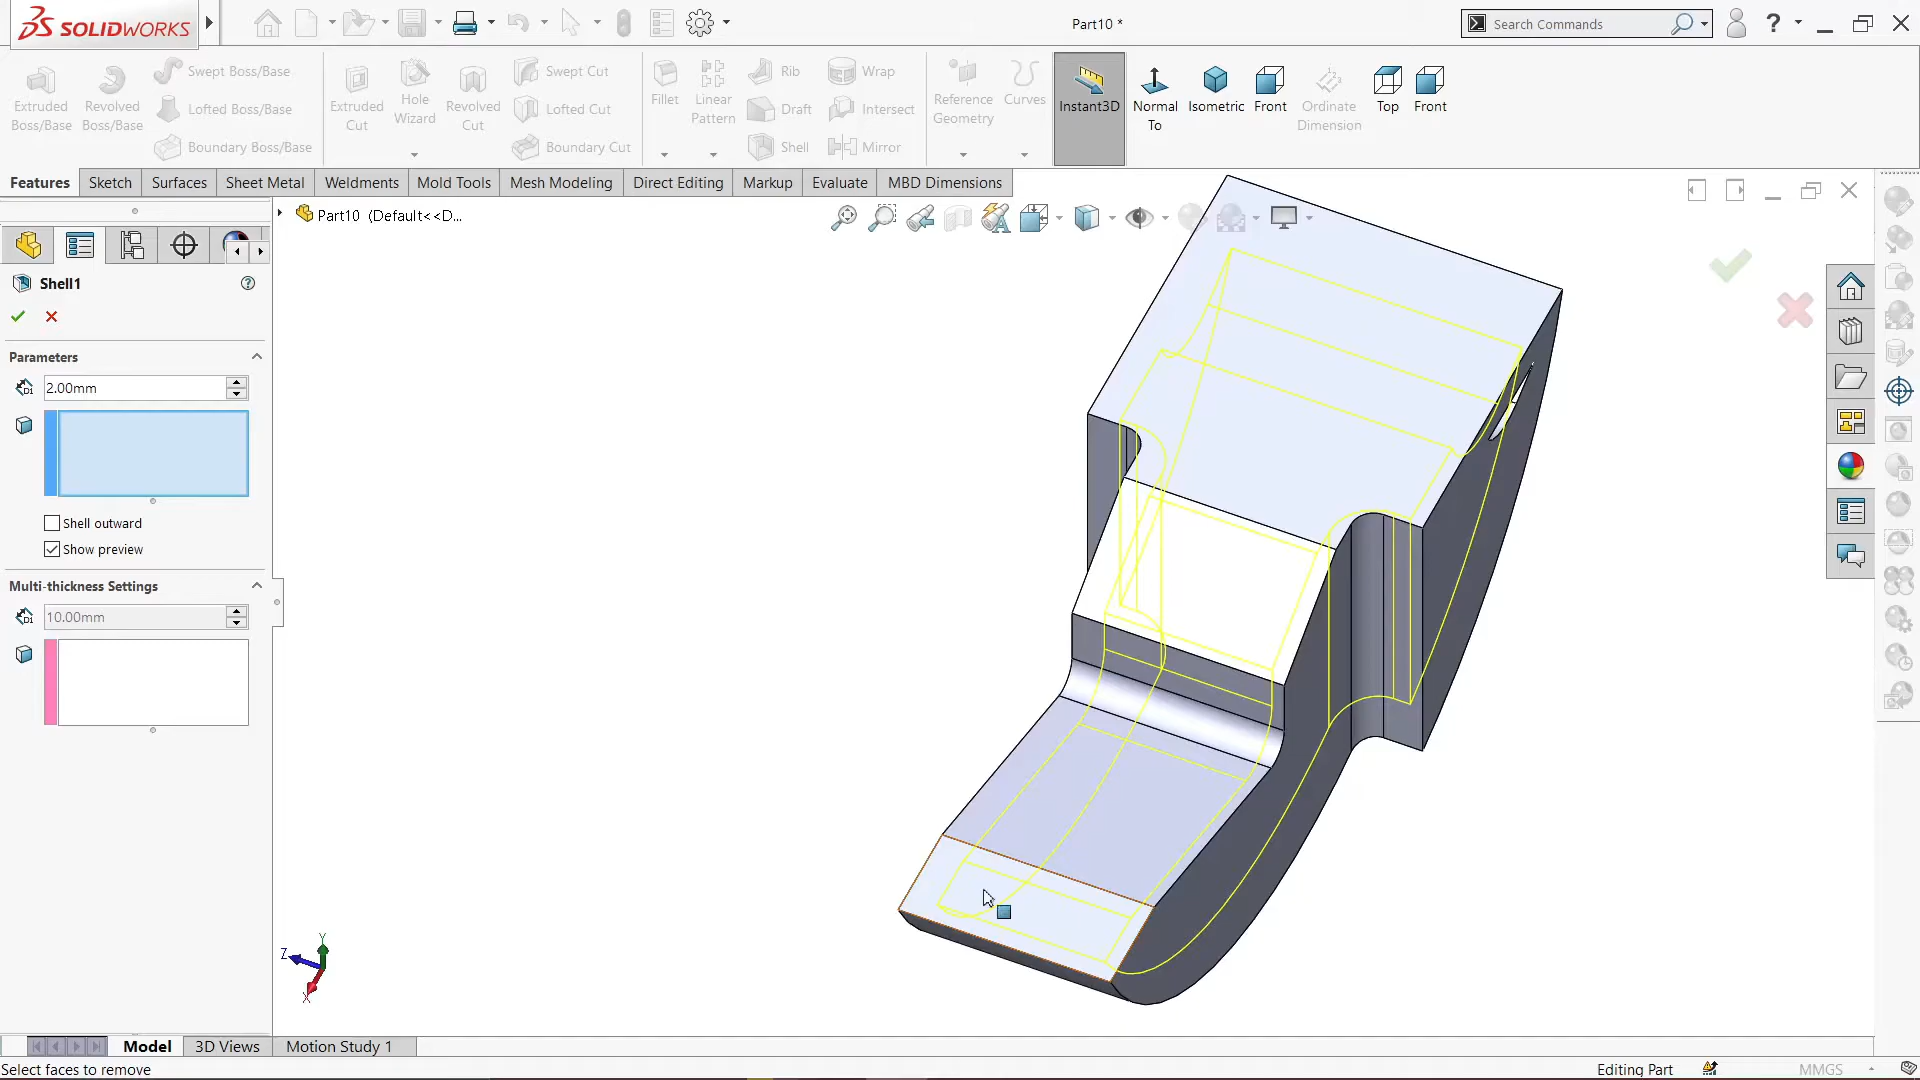 SOLIDWORKS
Part10 *
Search Commands
?
Extruded Boss/Base
Revolved Boss/Base
Swept Boss/Base
Lofted Boss/Base
Boundary Boss/Base
Extruded Cut
Hole Wizard
Revolved Cut
Swept Cut
Lofted Cut
Boundary Cut
Fillet
Linear Pattern
Rib
Draft
Shell
Wrap
Intersect
Mirror
Reference Geometry
Curves
Instant3D
Normal To
Isometric
Front
Ordinate Dimension
Top
Front
Features
Sketch
Surfaces
Sheet Metal
Weldments
Mold Tools
Mesh Modeling
Direct Editing
Markup
Evaluate
MBD Dimensions
Part10 (Default<<D...
Shell1
?
Parameters
D1
2.00mm
Shell outward
Show preview
Multi-thickness Settings
D1
10.00mm
Y
Z
X
Model
3D Views
Motion Study 1
Select faces to remove
Editing Part
MMGS